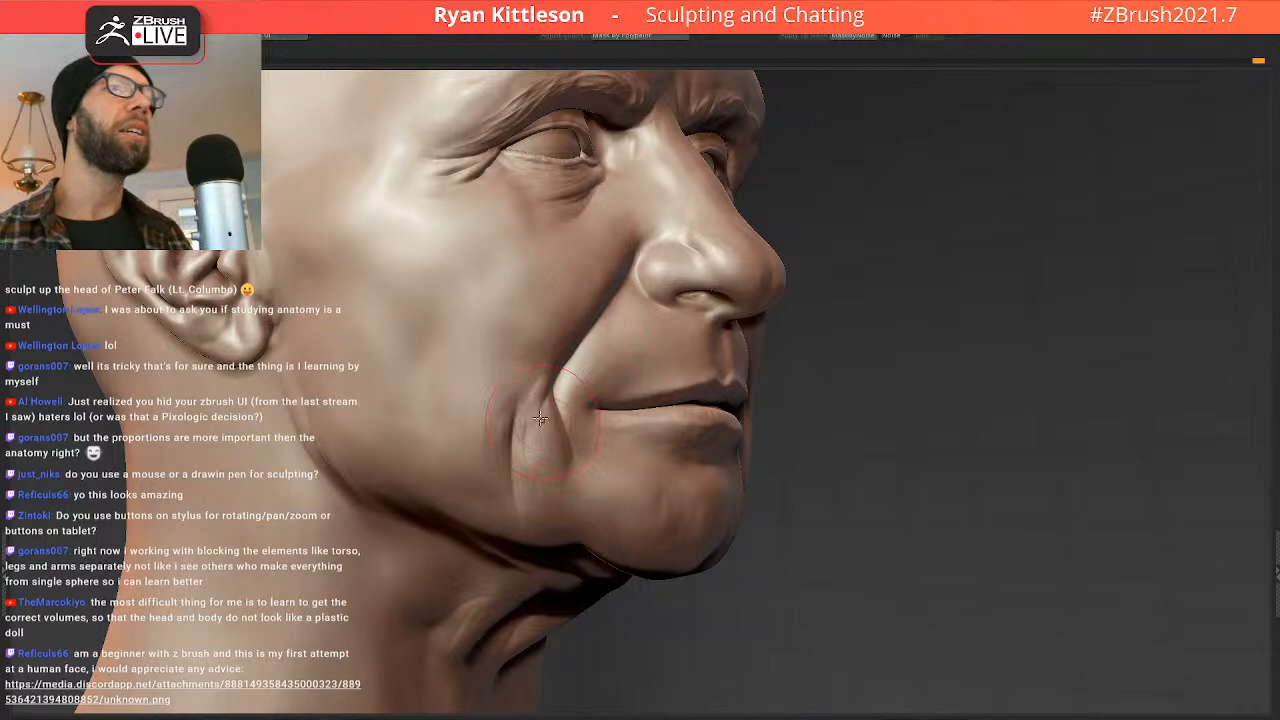 Ryan Kittleson - Sculpting and Chatting #ZBrush2021.7
ZBRUSH
LIVE
Mask By Polypaint MaskByNoise Noise
sculpt up the head of Peter Falk (Lt. Columbo) 😛
Wellington Lopes: I was about to ask you if studying anatomy is a
must
Wellington Lopes: lol
gorans007: well its tricky that's for sure and the thing is I learning by
myself
Al Howell: Just realized you hid your zbrush UI (from the last stream
I saw) haters lol (or was that a Pixologic decision?)
gorans007: but the proportions are more important then the
anatomy right?
just_niks: do you use a mouse or a drawin pen for sculpting?
Reficuls66: yo this looks amazing
Zintoki: Do you use buttons on stylus for rotating/pan/zoom or
buttons on tablet?
gorans007: right now i working with blocking the elements like torso,
legs and arms separately not like i see others who make everything
from single sphere so i can learn better
TheMarcokiyo: the most difficult thing for me is to learn to get the
correct volumes, so that the head and body do not look like a plastic
doll
Reficuls66: am a beginner with z brush and this is my first attempt
at a human face, i would appreciate any advice:
https://media.discordapp.net/attachments/888149358435000323/889
536421394808852/unknown.png